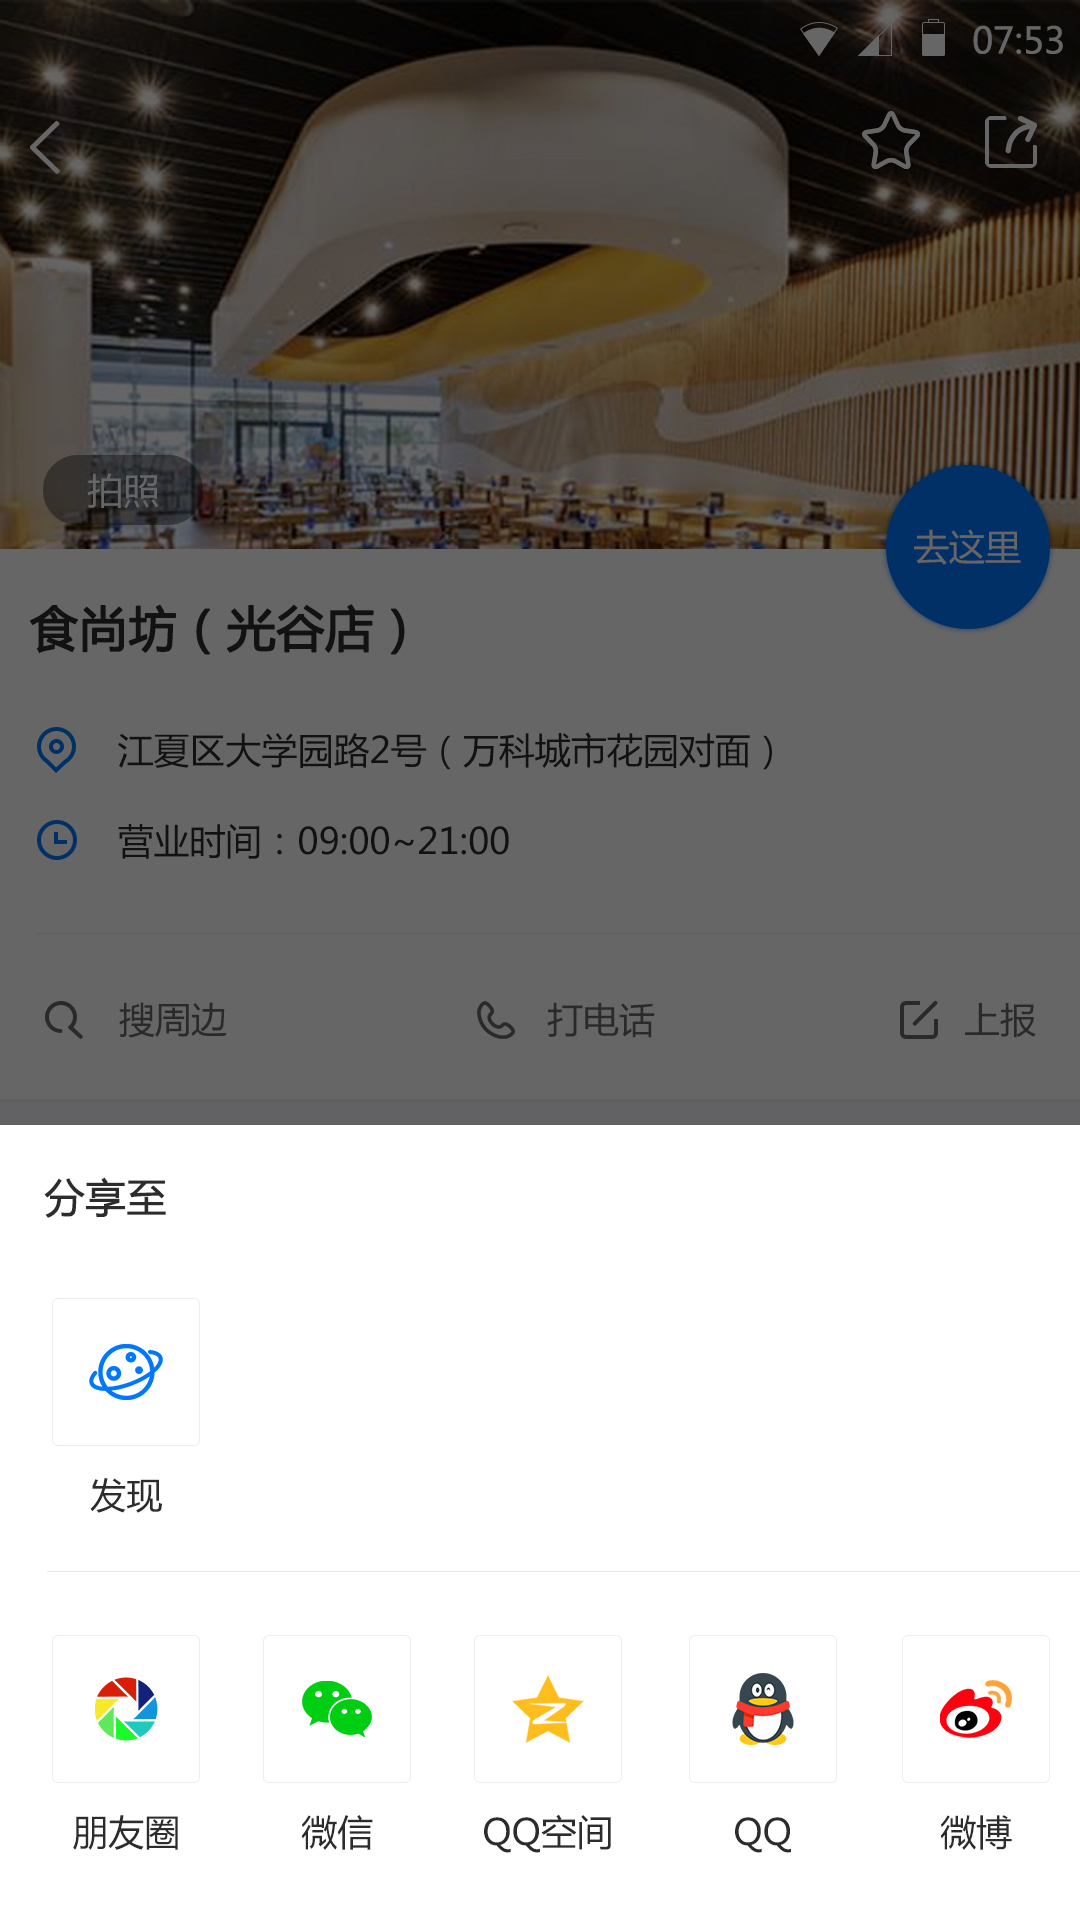 07:53
拍照
去这里
食尚坊（光谷店）
江夏区大学园路2号（万科城市花园对面）
营业时间：09:00~21:00
搜周边 打电话 上报
分享至
发现
朋友圈 微信 QQ空间 QQ 微博